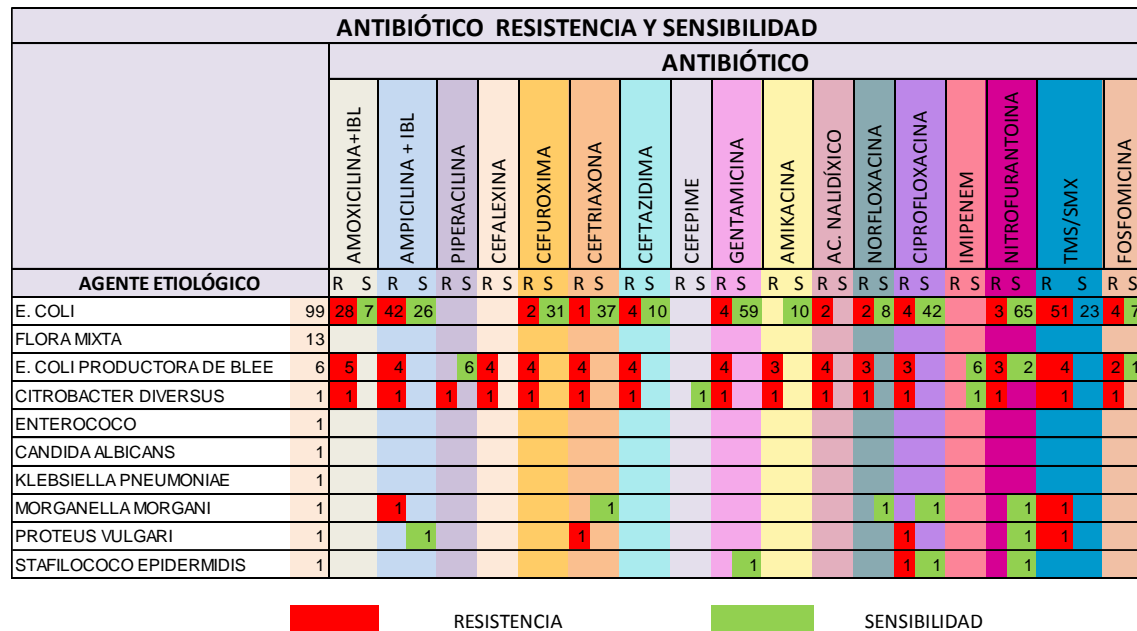 ANTIBIÓTICO RESISTENCIA Y SENSIBILIDAD
ANTIBIÓTICO
AMOXICILINA+IBL AMPICILINA + IBL PIPERACILINA CEFALEXINA CEFUROXIMA CEFTRIAXONA CEFTAZIDIMA CEFEPIME GENTAMICINA AMIKACINA AC. NALIDÍXICO NORFLOXACINA CIPROFLOXACINA IMIPENEM NITROFURANTOINA TMS/SMX FOSFOMICINA
AGENTE ETIOLÓGICO R S R S R S R S R S R S R S R S R S R S R S R S R S R S R S R S R S
E. COLI 99 28 7 42 26 2 31 1 37 4 10 4 59 10 2 2 8 4 42 3 65 51 23 4 7
FLORA MIXTA 13
E. COLI PRODUCTORA DE BLEE 6 5 4 6 4 4 4 4 4 3 4 3 3 6 3 2 4 2 1
CITROBACTER DIVERSUS 1 1 1 1 1 1 1 1 1 1 1 1 1 1 1 1 1 1
ENTEROCOCO 1
CANDIDA ALBICANS 1
KLEBSIELLA PNEUMONIAE 1
MORGANELLA MORGANI 1 1 1 1 1 1 1
PROTEUS VULGARI 1 1 1 1 1 1
STAFILOCOCO EPIDERMIDIS 1 1 1 1 1
RESISTENCIA SENSIBILIDAD